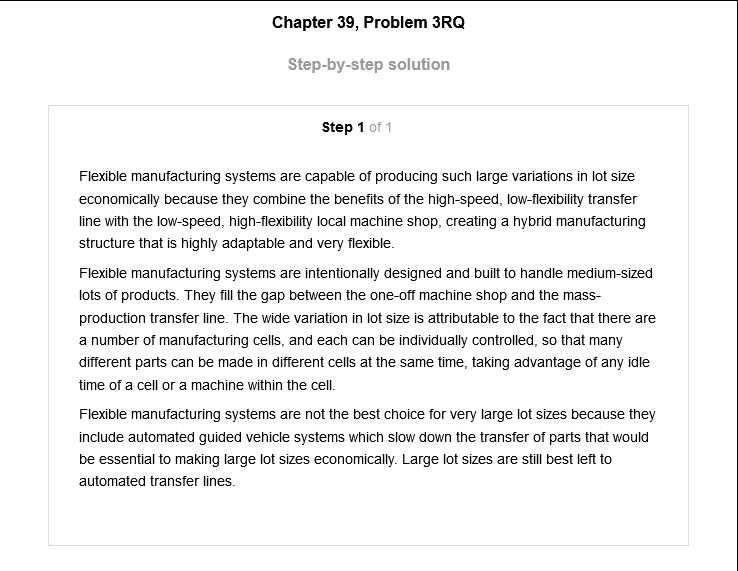 Chapter 39, Problem 3RQ
Step-by-step solution
Step 1 of 1
Flexible manufacturing systems are capable of producing such large variations in lot size
economically because they combine the benefits of the high-speed, low-flexibility transfer
line with the low-speed, high-flexibility local machine shop, creating a hybrid manufacturing
structure that is highly adaptable and very flexible.
Flexible manufacturing systems are intentionally designed and built to handle medium-sized
lots of products. They fill the gap between the one-off machine shop and the mass-
production transfer line. The wide variation in lot size is attributable to the fact that there are
a number of manufacturing cells, and each can be individually controlled, so that many
different parts can be made in different cells at the same time, taking advantage of any idle
time of a cell or a machine within the cell.
Flexible manufacturing systems are not the best choice for very large lot sizes because they
include automated guided vehicle systems which slow down the transfer of parts that would
be essential to making large lot sizes economically. Large lot sizes are still best left to
automated transfer lines.